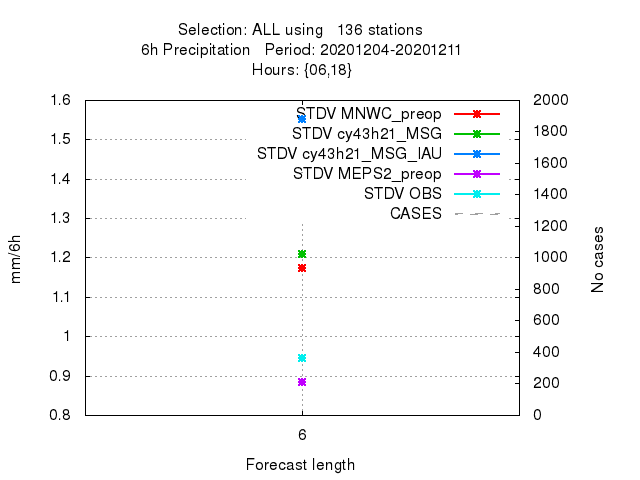 Selection: ALL using 136 stations
6h Precipitation Period: 20201204-20201211
Hours: {06,18}
1.6
1.5
1.4
1.3
1.2
1.1
1
0.9
0.8
mm/6h
STDV MNWC_preop
STDV cy43h21_MSG
STDV cy43h21_MSG_IAU
STDV MEPS2_preop
STDV OBS
CASES
2000
1800
1600
1400
1200
1000
800
600
400
200
0
No cases
6
Forecast length